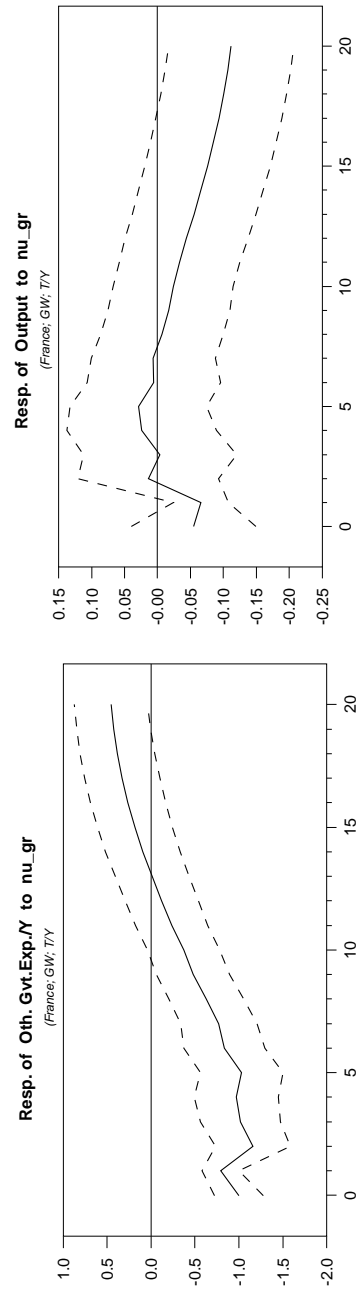 Resp. of Oth. Gvt.Exp./Y to nu_gr
(France; GW; T/Y
1.0
0.5
0.0
-0.5
-1.0
-1.5
-2.0
0 5 10 15 20
Resp. of Output to nu_gr
(France; GW; T/Y
0.15
0.10
0.05
-0.00
-0.05
-0.10
-0.15
-0.20
-0.25
0 5 10 15 20